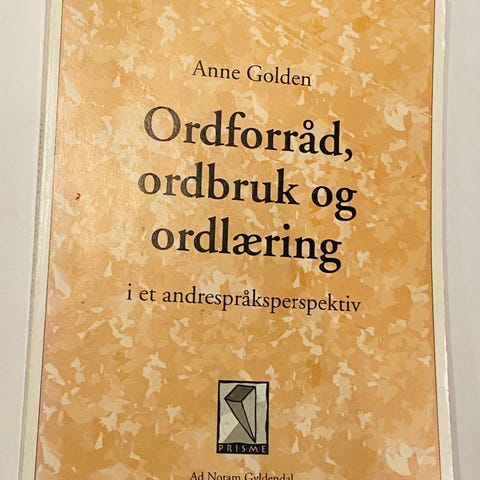 Anne Golden
Ordforråd,
ordbruk og
ordlæring
i et andrespråksperspektiv
PRISME
Ad Notam Gyldendal